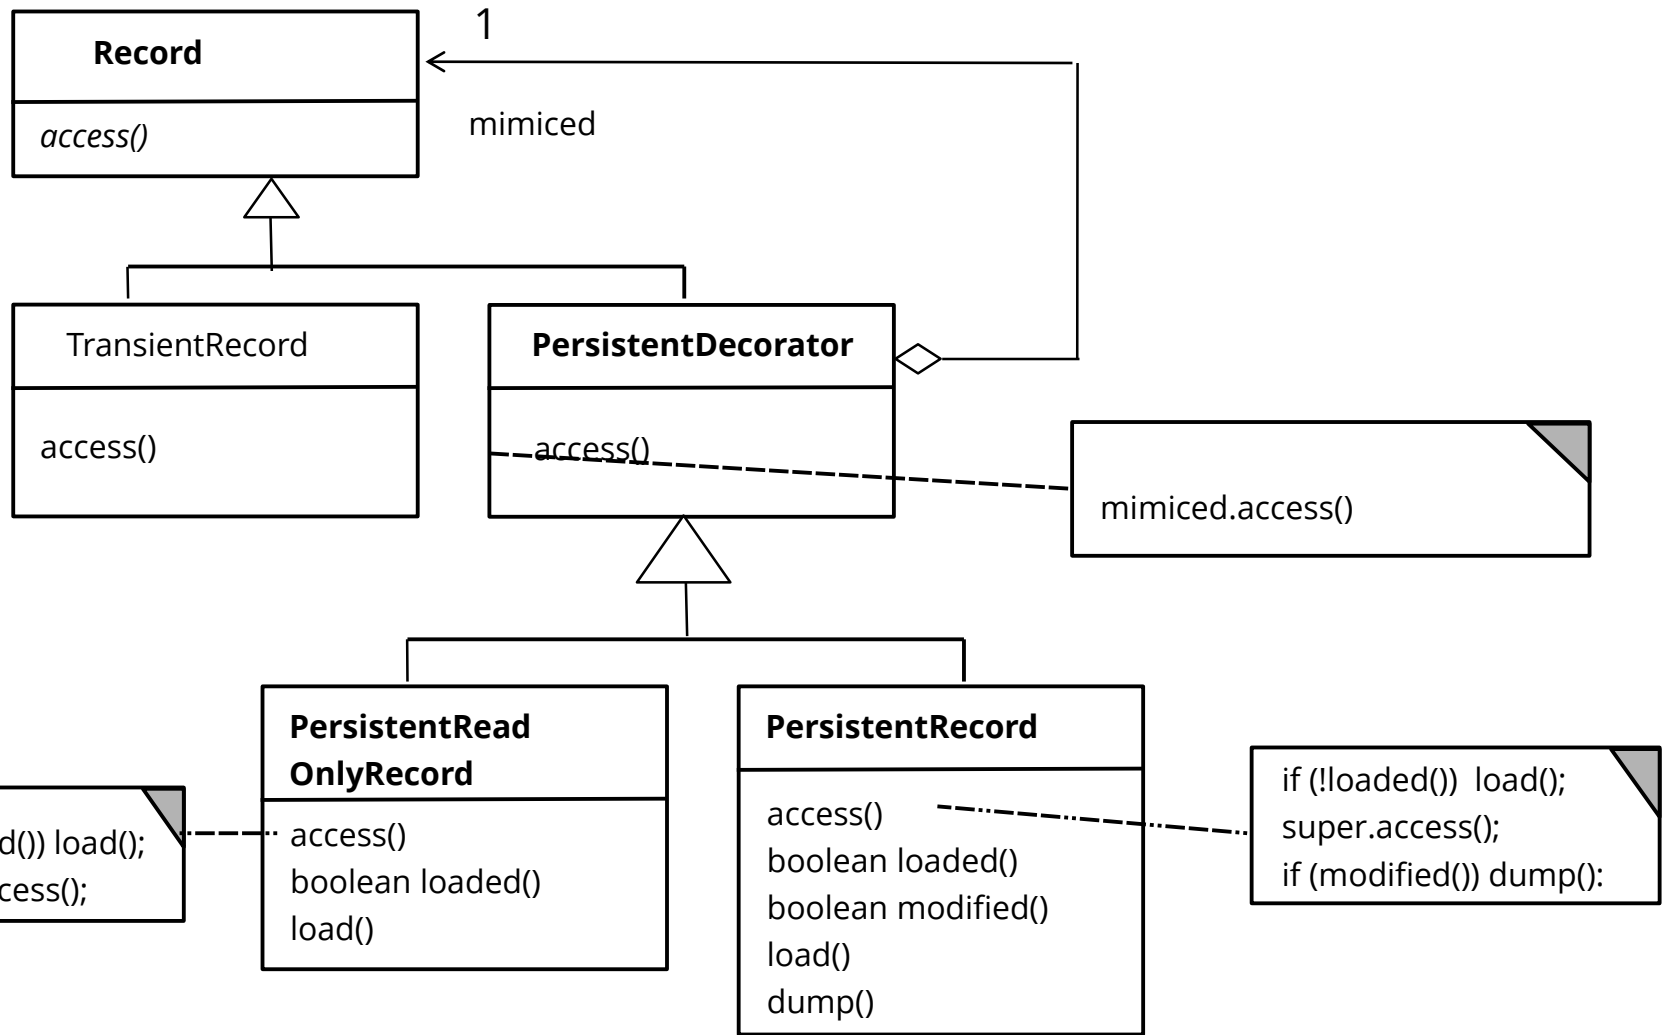 1
Record
mimiced
access()
TransientRecord
PersistentDecorator
access()
access()
mimiced.access()
PersistentRead
OnlyRecord
PersistentRecord
access()
boolean loaded()
load()
access()
boolean loaded()
boolean modified()
load()
dump()
d()) load();
cess();
if (!loaded()) load();
super.access();
if (modified()) dump():